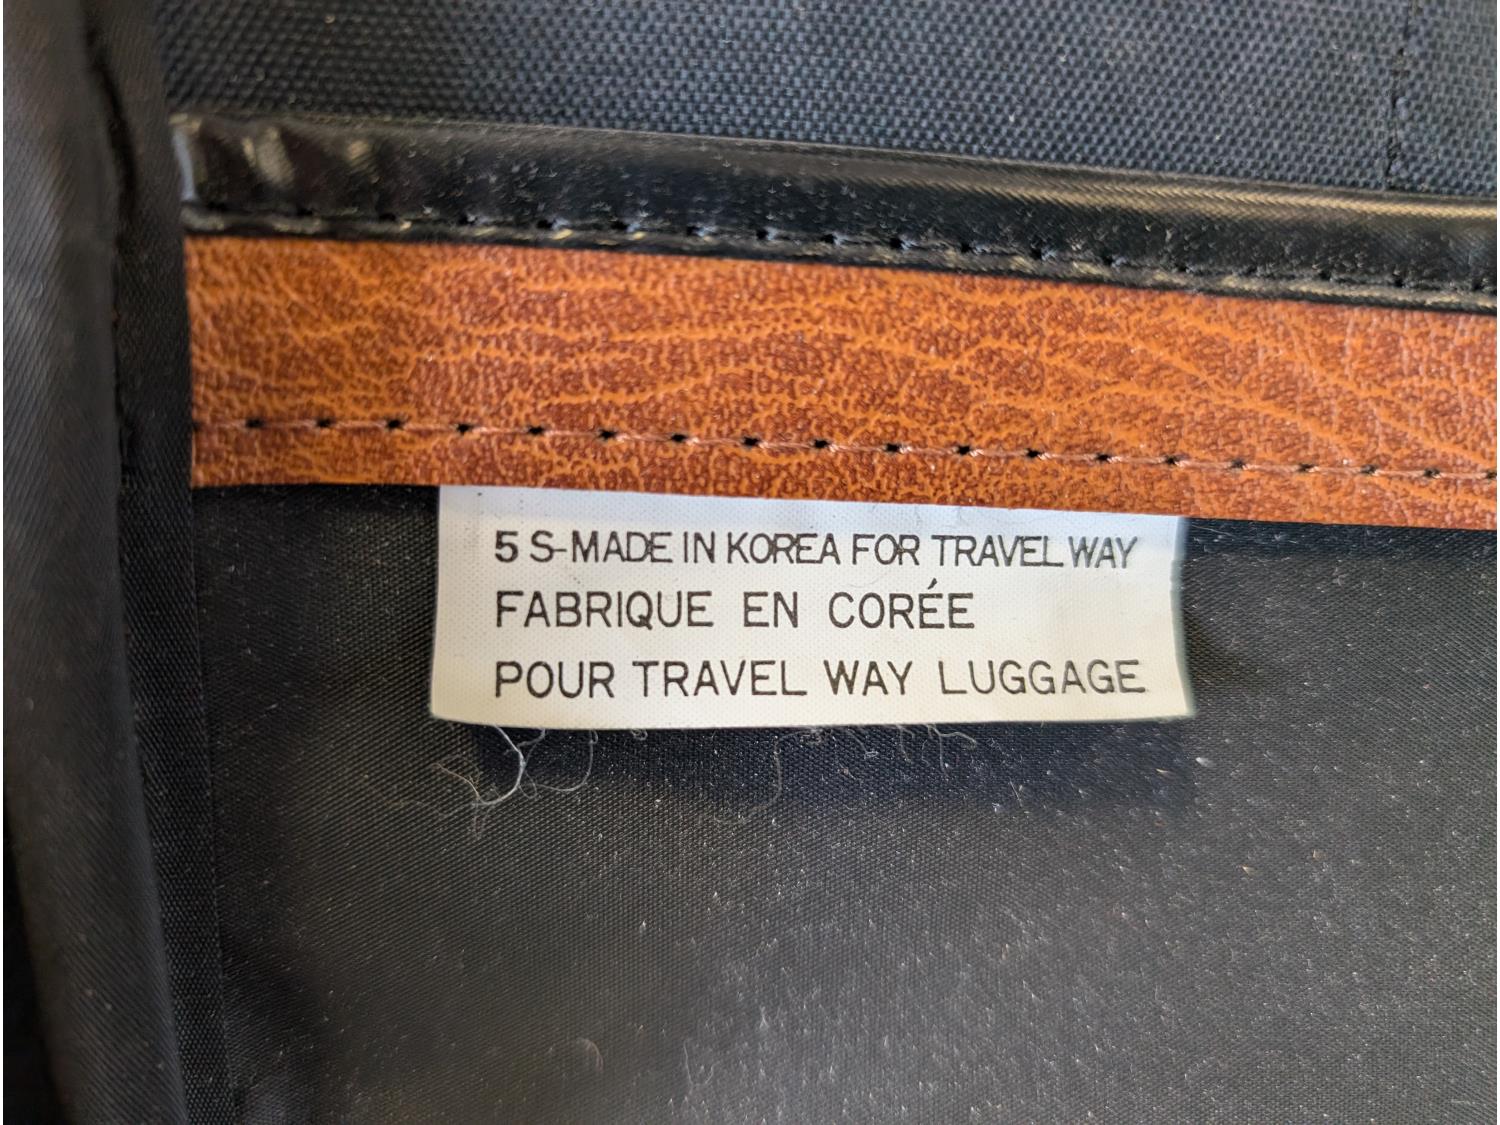 5 S-MADE IN KOREA FOR TRAVEL WAY
FABRIQUE EN CORÉE
POUR TRAVEL WAY LUGGAGE